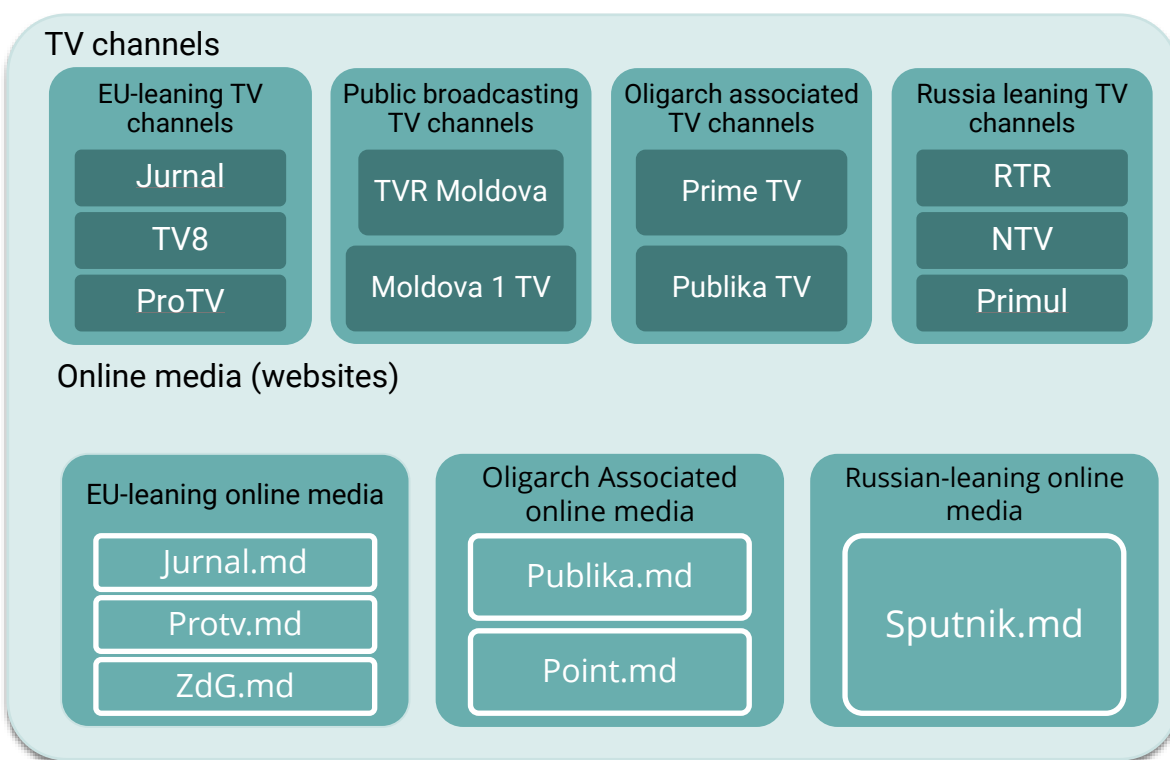 TV channels
EU-leaning TV
channels
Jurnal
TV8
ProTV
Public broadcasting
TV channels
TVR Moldova
Moldova 1 TV
Oligarch associated
TV channels
Prime TV
Publika TV
Russia leaning TV
channels
RTR
NTV
Primul
Online media (websites)
EU-leaning online media
Jurnal.md
Protv.md
ZdG.md
Oligarch Associated
online media
Publika.md
Point.md
Russian-leaning online
media
Sputnik.md